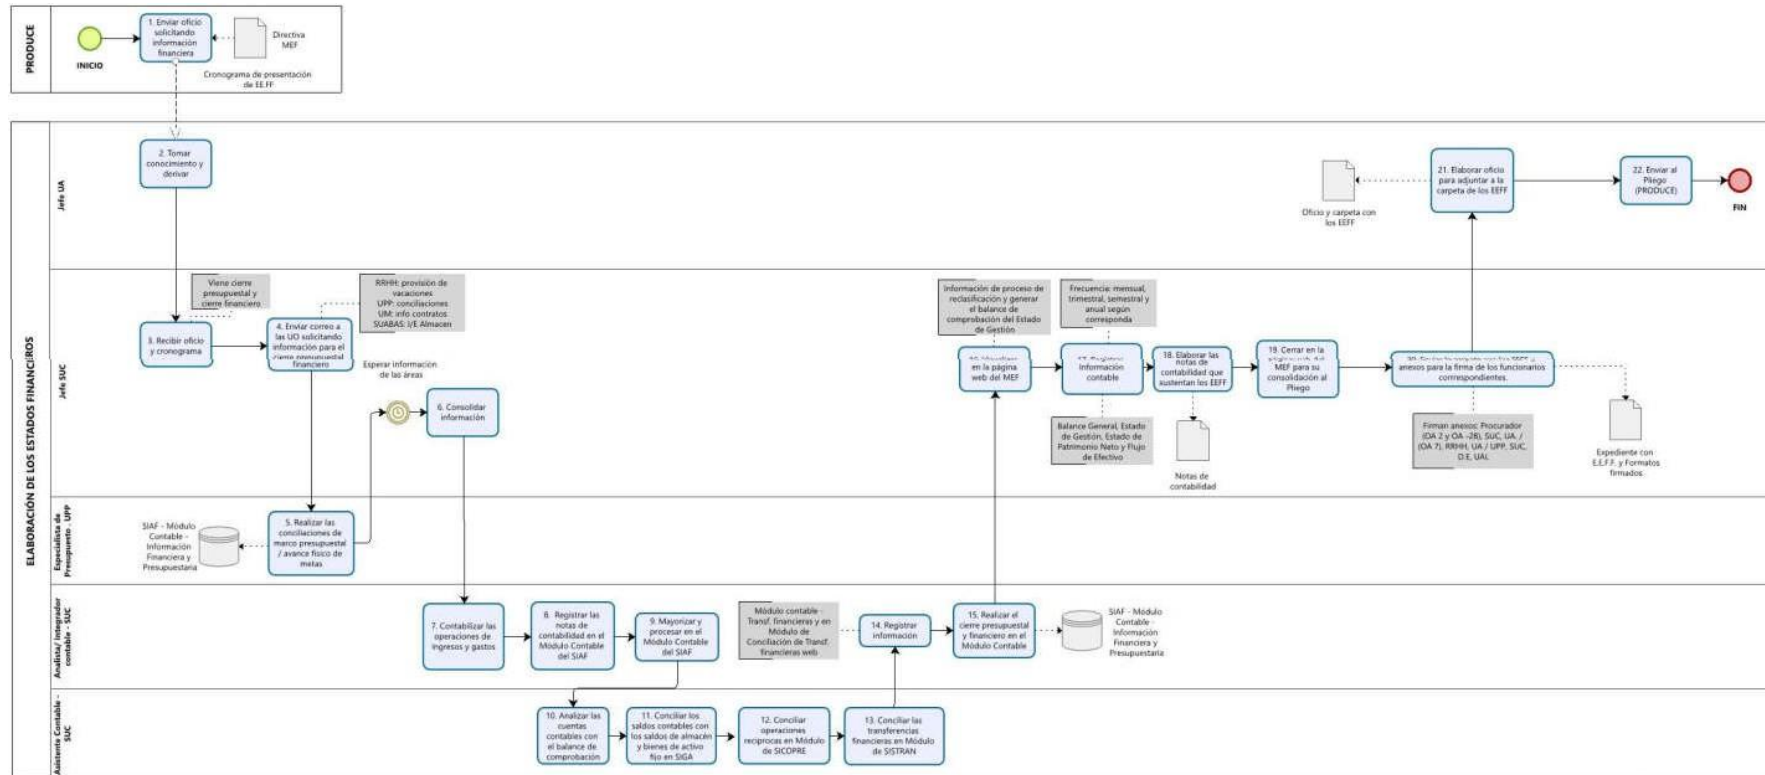 PRODUCE
INICIO
1. Enviar oficio
solicitando
información
financiera
Directiva
MEF
Cronograma de presentación
de EE.FF
ELABORACIÓN DE LOS ESTADOS FINANCIEROS
Jefe UA
2. Tomar
conocimiento y
derivar
Oficio y carpeta con
los EEFF
21. Elaborar oficio
para adjuntar a la
carpeta de los EEFF
22. Enviar al
Pliego
(PRODUCE)
FIN
Jefe SUC
Viene cierre
presupuestal y
cierre financiero
3. Recibir oficio
y cronograma
4. Enviar correo a
las UO solicitando
información para el
cierre presupuestal
financiero
RRHH: provisión de
vacaciones
UPP: conciliaciones
UM: info contratos
SUABAS: I/E Almacen
Esperar información
de las áreas
6. Consolidar
información
Información de proceso de
reclasificación y generar
el balance de
comprobación del Estado
de Gestión
Frecuencia: mensual,
trimestral, semestral y
anual según
corresponda
en la página
web del MEF
17. Registrar
información
contable
Balance General, Estado
de Gestión, Estado de
Patrimonio Neto y Flujo
de Efectivo
18. Elaborar las
notas de
contabilidad que
sustentan los EEFF
Notas de
contabilidad
19. Cerrar en la
MEF para su
consolidación al
Pliego
anexos para la firma de los funcionarios
corrrespondientes.
Firman anexos: Procurador
(OA 2 y OA -2B), SUC, UA. /
(OA 7), RRHH, UA / UPP, SUC,
D.E, UAL
Expediente con
E.E.F.F. y Formatos
firmados.
Especialista de
Presupuesto . UPP
SIAF - Módulo
Contable -
Información
Financiera y
Presupuestaria
5. Realizar las
conciliaciones de
marco presupuestal
/ avance físico de
metas
Analista/ integrador
contable - SUC
7. Contabilizar las
operaciones de
ingresos y gastos
8. Registrar las
notas de
contabilidad en el
Módulo Contable
del SIAF
9. Mayorizar y
procesar en el
Módulo Contable
del SIAF
Módulo contable -
Transf. financieras y en
Módulo de
Conciliación de Transf.
financieras web
14. Registrar
información
15. Realizar el
cierre presupuestal
y financiero en el
Módulo Contable
SIAF - Módulo
Contable -
Información
Financiera y
Presupuestaria
Asistente Contable -
SUC
10. Analizar las
cuentas
contables con
el balance de
comprobación
11. Conciliar los
saldos contables con
los saldos de almacén
y bienes de activo
fijo en SIGA
12. Conciliar
operaciones
recíprocas en Módulo
de SICOPRE
13. Conciliar las
transferencias
financieras en Módulo
de SISTRAN